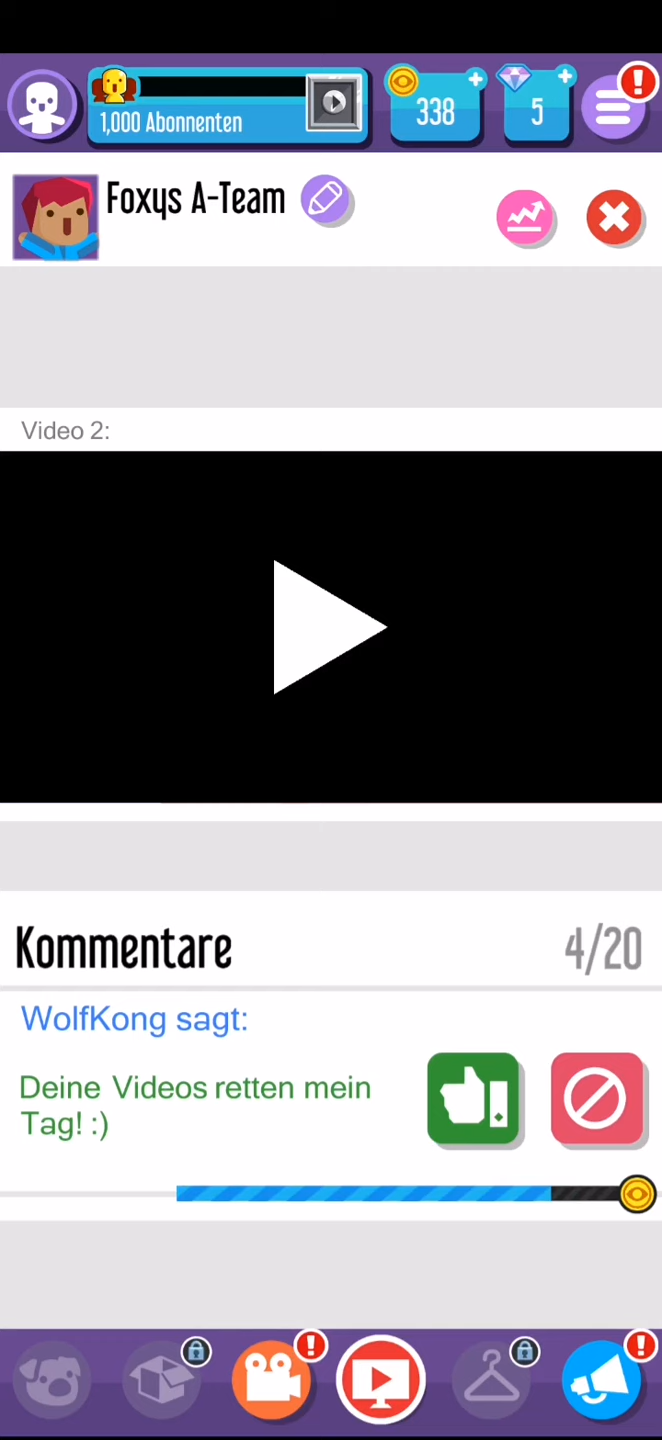 1,000 Abonnenten
338
5
Foxys A-Team
Video 2:
Kommentare
4/20
WolfKong sagt:
Deine Videos retten mein
Tag! :)